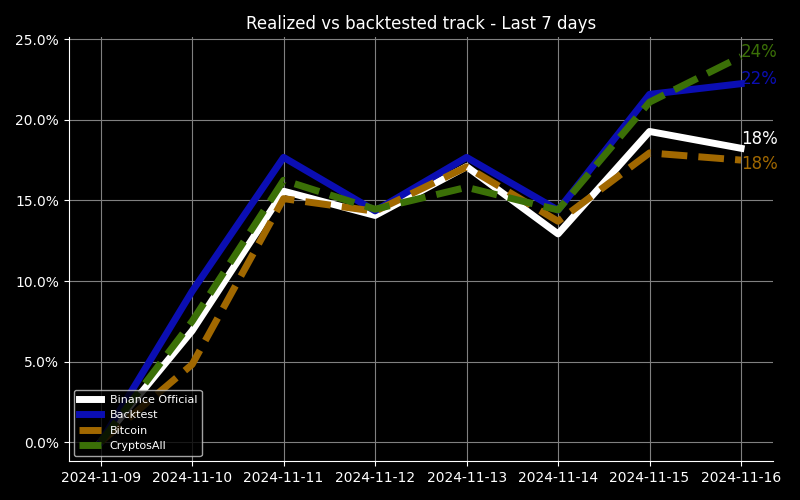 Realized vs backtested track - Last 7 days
25.0%
20.0%
15.0%
10.0%
5.0%
0.0%
24%
22%
18%
18%
Binance Official
Backtest
Bitcoin
CryptosAll
2024-11-09 2024-11-10 2024-11-11 2024-11-12 2024-11-13 2024-11-14 2024-11-15 2024-11-16